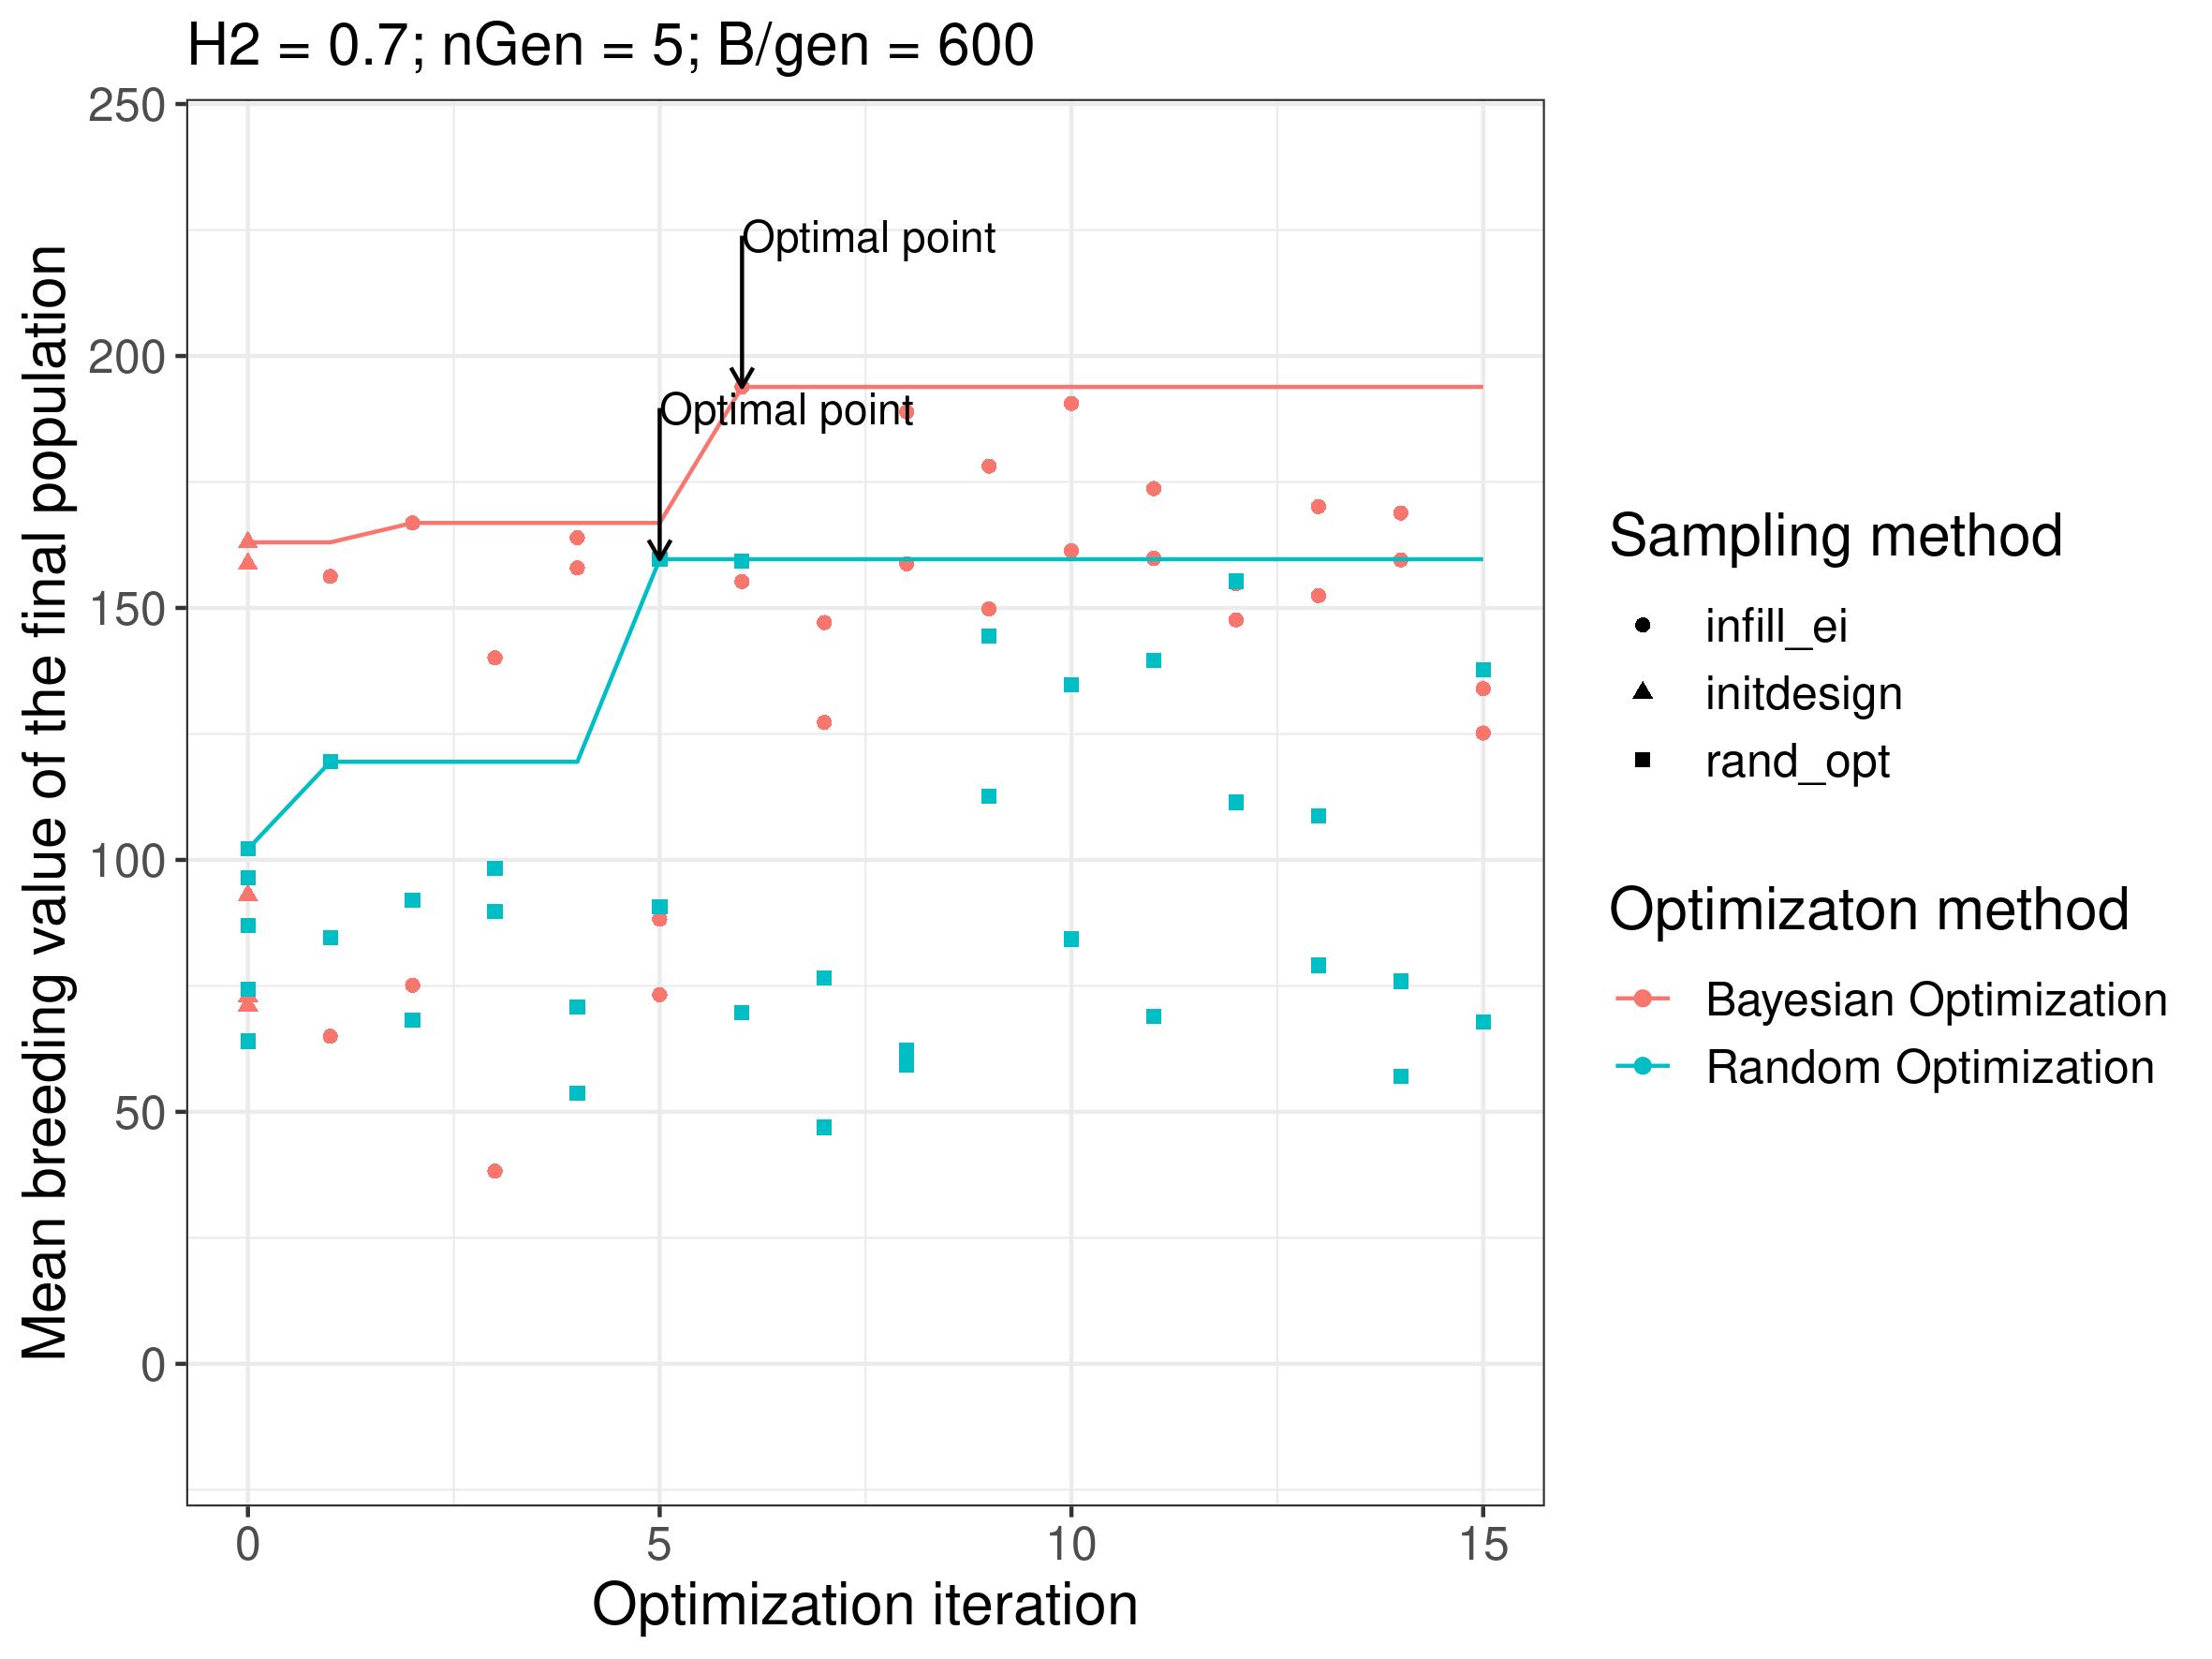 H2 = 0.7; nGen = 5; B/gen = 600
Mean breeding value of the final population
250
200
150
100
50
0
Optimal point
Optimal point
0
5
10
15
Optimization iteration
Sampling method
infill_ei
initdesign
rand_opt
Optimizaton method
Bayesian Optimization
Random Optimization